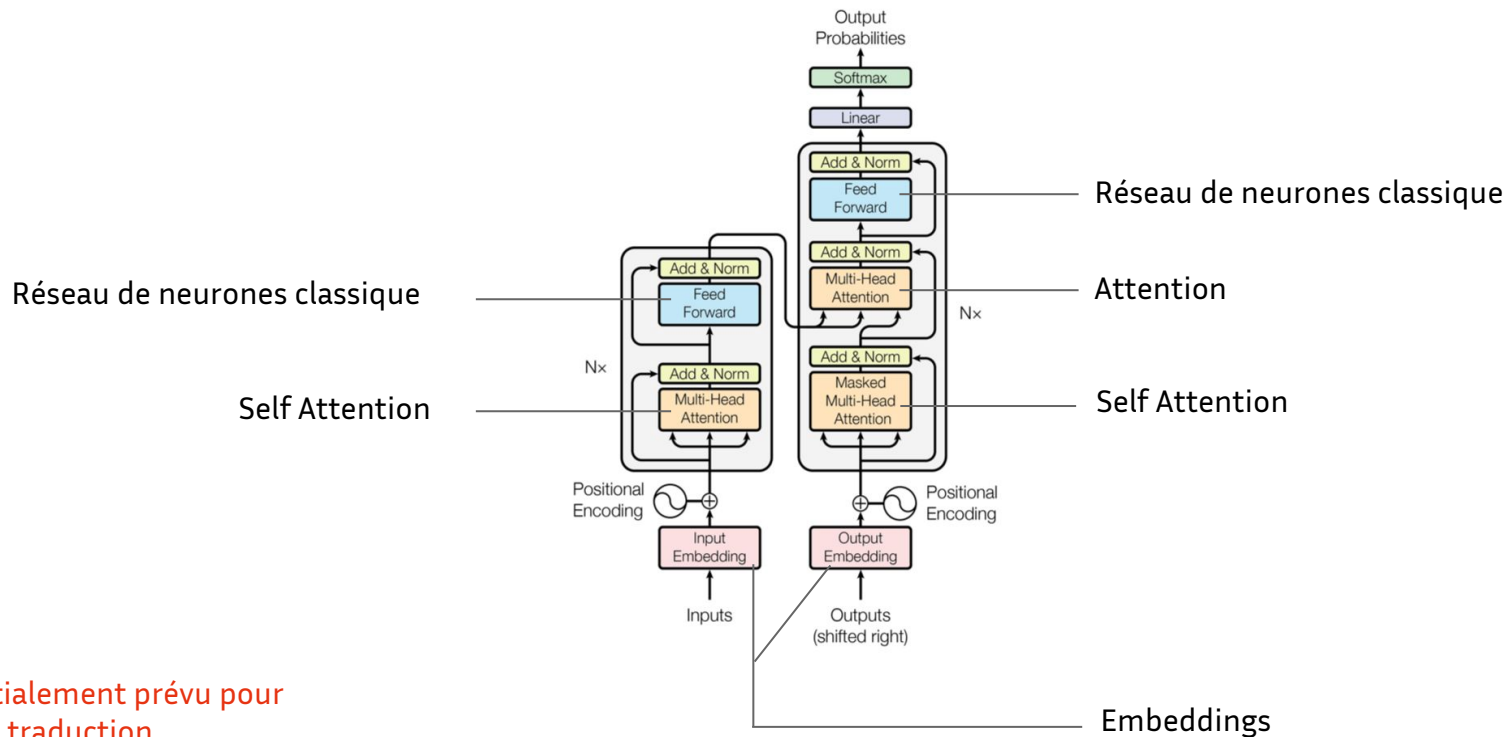 Output
Probabilities
Softmax
Linear
Add & Norm
Feed
Forward
Réseau de neurones classique
Add & Norm
Multi-Head
Attention
Attention
Nx
Add & Norm
Masked
Multi-Head
Attention
Self Attention
Réseau de neurones classique
Add & Norm
Feed
Forward
Nx
Add & Norm
Multi-Head
Attention
Self Attention
Positional
Encoding
Positional
Encoding
Input
Embedding
Output
Embedding
Inputs
Outputs
(shifted right)
tialement prévu pour
traduction
Embeddings